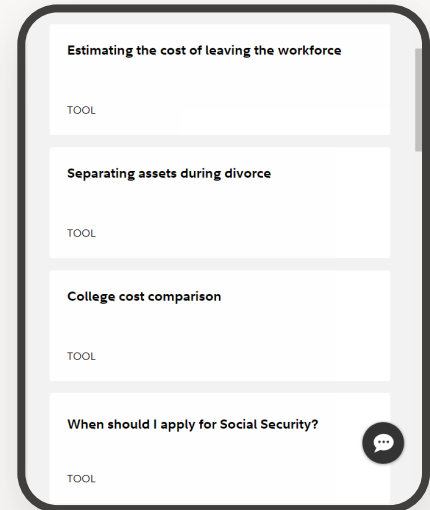 Estimating the cost of leaving the workforce
TOOL
Separating assets during divorce
TOOL
College cost comparison
TOOL
When should I apply for Social Security?
TOOL